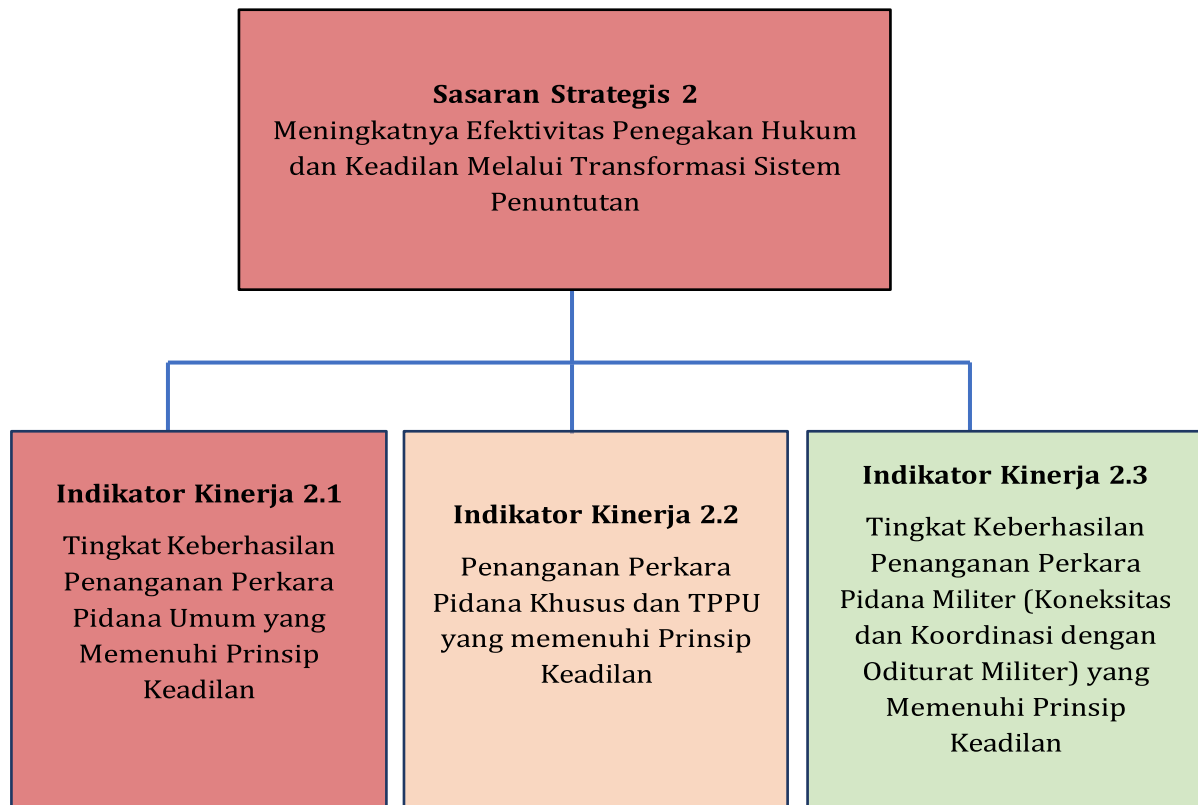 Sasaran Strategis 2
Meningkatnya Efektivitas Penegakan Hukum
dan Keadilan Melalui Transformasi Sistem
Penuntutan
Indikator Kinerja 2.1
Tingkat Keberhasilan
Penanganan Perkara
Pidana Umum yang
Memenuhi Prinsip
Keadilan
Indikator Kinerja 2.2
Penanganan Perkara
Pidana Khusus dan TPPU
yang memenuhi Prinsip
Keadilan
Indikator Kinerja 2.3
Tingkat Keberhasilan
Penanganan Perkara
Pidana Militer (Koneksitas
dan Koordinasi dengan
Oditurat Militer) yang
Memenuhi Prinsip
Keadilan